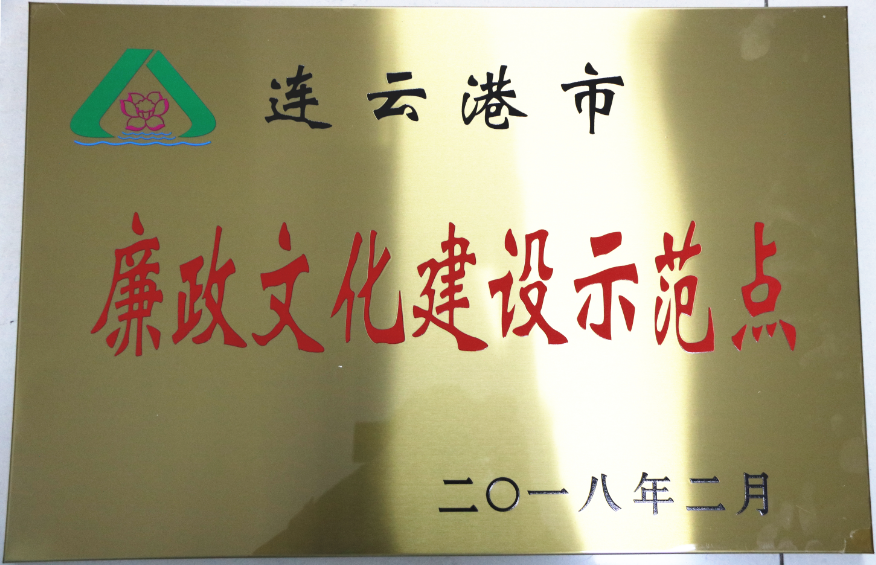 连云港市
廉政文化建设示范点
二〇一八年二月